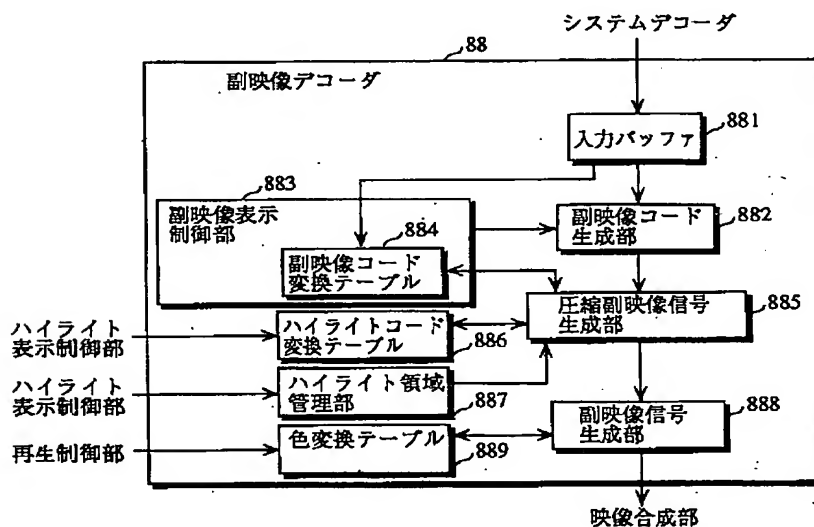 システムデコーダ
88
副映像デコーダ
881
入力バッファ
883
副映像表示
制御部
884
副映像コード
変換テーブル
副映像コード
生成部
882
圧縮副映像信号
生成部
885
ハイライト
表示制御部
ハイライトコード
変換テーブル
886
ハイライト
表示制御部
ハイライト領域
管理部
887
副映像信号
生成部
888
再生制御部
色変換テーブル
889
映像合成部